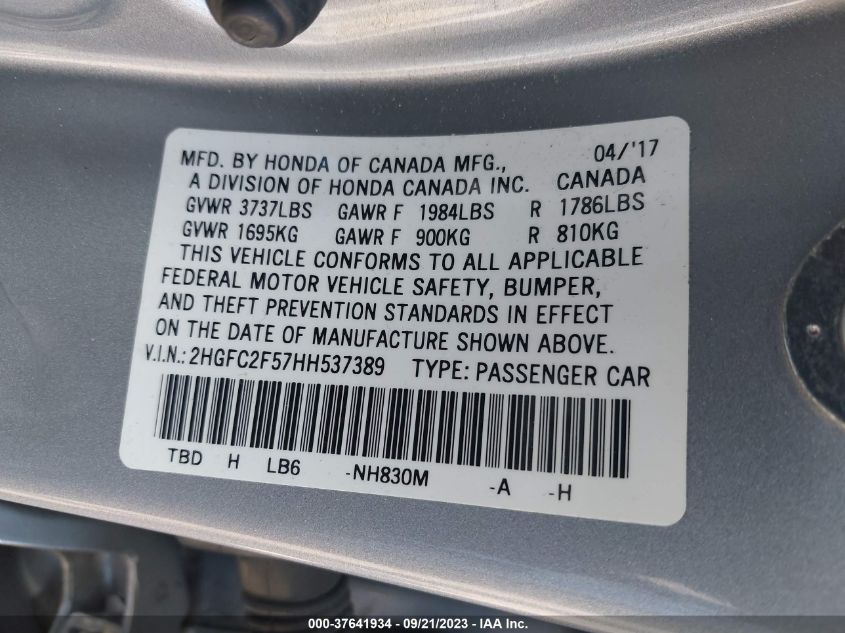 MFD. BY HONDA OF CANADA MFG., 04/'17
A DIVISION OF HONDA CANADA INC. CANADA
GVWR 3737LBS GAWR F 1984LBS R 1786LBS
GVWR 1695KG GAWR F 900KG R 810KG
THIS VEHICLE CONFORMS TO ALL APPLICABLE
FEDERAL MOTOR VEHICLE SAFETY, BUMPER,
AND THEFT PREVENTION STANDARDS IN EFFECT
ON THE DATE OF MANUFACTURE SHOWN ABOVE.
V.I.N.: 2HGFC2F57HH537389 TYPE: PASSENGER CAR
TBD H LB6 -NH830M -A -H
000-37641934 - 09/21/2023 - IAA Inc.